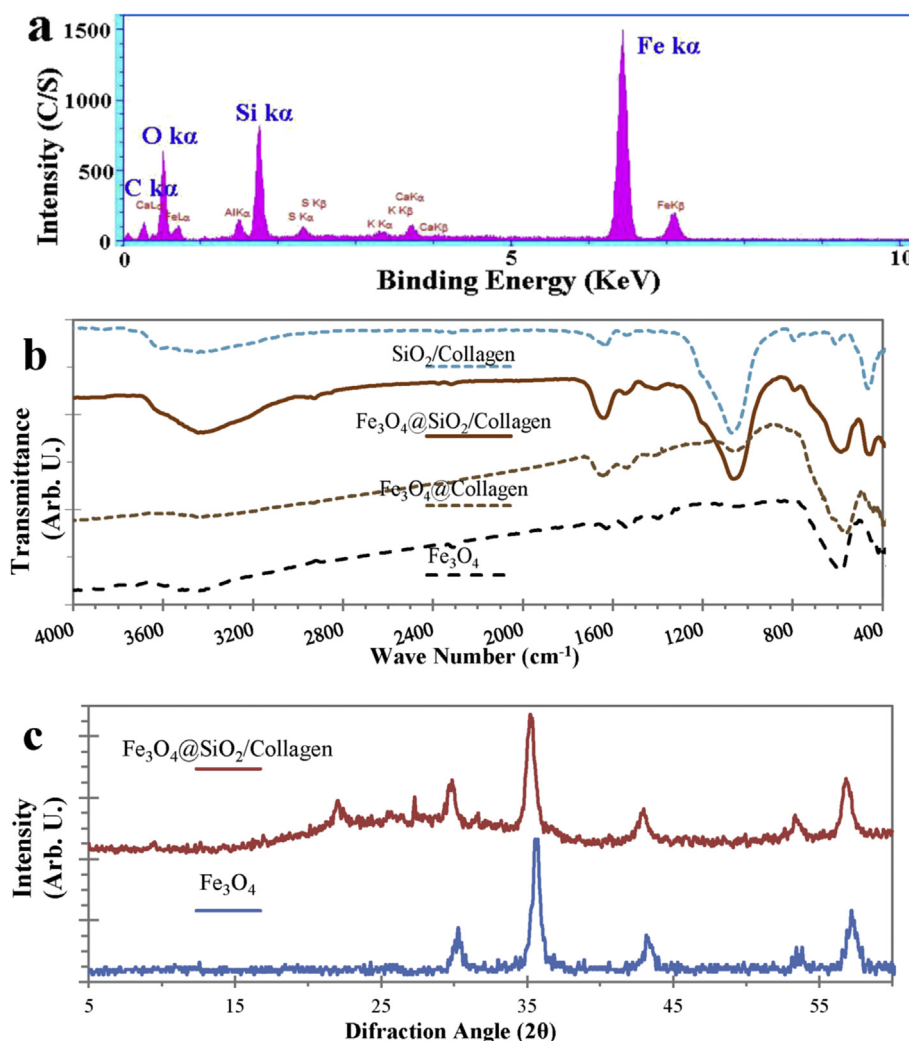 a
1500
1000
500
0
Intensity (C/S)
Fe kα
Si kα
O kα
C kα
CaLα
FeLα
AlKα
S Kα
S Kβ
K Kα
K Kβ
CaKα
CaKβ
FeKβ
0
5
10
Binding Energy (KeV)
b
SiO₂/Collagen
Fe₃O₄@SiO₂/Collagen
Fe₃O₄@Collagen
Fe₃O₄
Transmittance
(Arb. U.)
4000 3600 3200 2800 2400 2000 1600 1200 800 400
Wave Number (cm⁻¹)
c
Fe₃O₄@SiO₂/Collagen
Fe₃O₄
Intensity
(Arb. U.)
5 15 25 35 45 55
Difraction Angle (2θ)